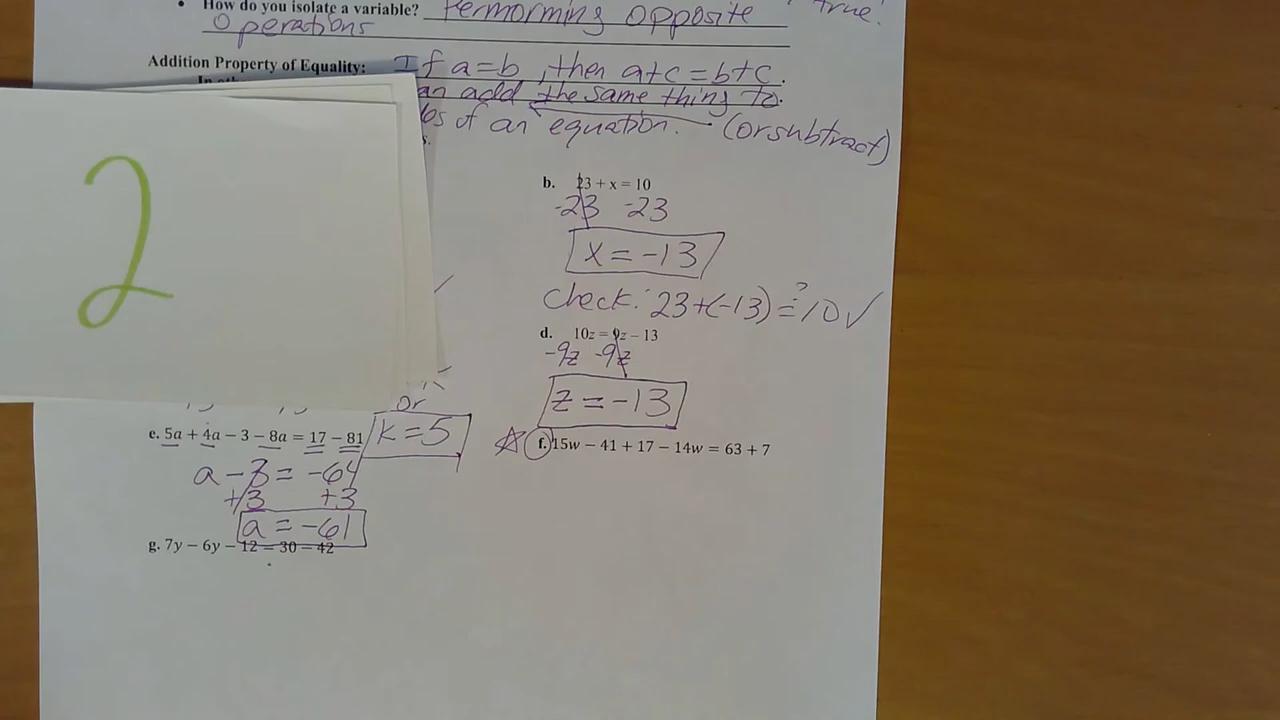 • How do you isolate a variable? Permorming opposite true.
Operations
Addition Property of Equality: If a=b, then a+c=b+c.
an add the same thing to
of an equation. (or subtract)
2
b. 23 + x = 10
-23 -23
x = -13
check: 23+(-13) ≟ 10 ✓
d. 10z = 9z – 13
-9z -9z
z = -13
or
k = 5
e. 5a + 4a – 3 – 8a = 17 – 81
a - 3 = -64
+3 +3
a = -61
☆ f. 15w – 41 + 17 – 14w = 63 + 7
g. 7y – 6y – 12 = 30 – 42